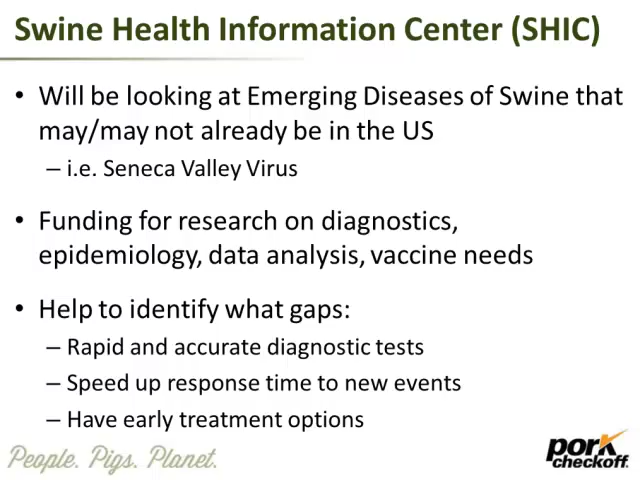 Swine Health Information Center (SHIC)
• Will be looking at Emerging Diseases of Swine that
may/may not already be in the US
– i.e. Seneca Valley Virus
• Funding for research on diagnostics,
epidemiology, data analysis, vaccine needs
• Help to identify what gaps:
– Rapid and accurate diagnostic tests
– Speed up response time to new events
– Have early treatment options
People. Pigs. Planet.
pork
checkoff.